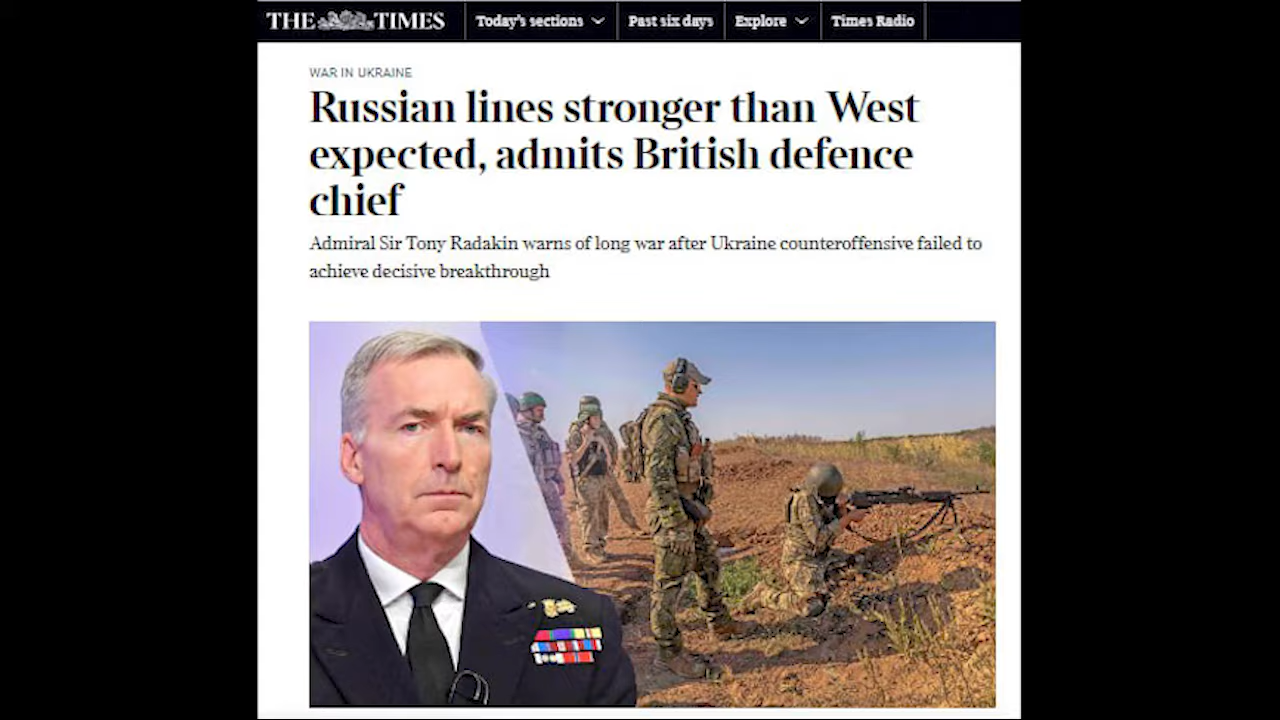 THE TIMES Today's sections Past six days Explore Times Radio
WAR IN UKRAINE
Russian lines stronger than West
expected, admits British defence
chief
Admiral Sir Tony Radakin warns of long war after Ukraine counteroffensive failed to
achieve decisive breakthrough